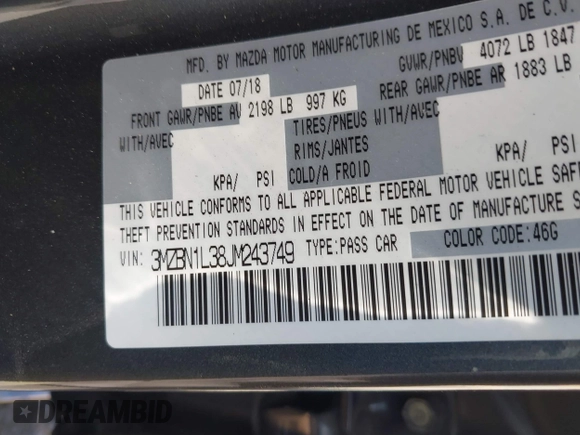 MFD. BY MAZDA MOTOR MANUFACTURING DE MEXICO S.A. DE C.V.
DATE 07/18
GVWR/PNBV 4072 LB 1847
FRONT GAWR/PNBE AV 2198 LB 997 KG
REAR GAWR/PNBE AR 1883 LB
WITH/AVEC
TIRES/PNEUS WITH/AVEC
RIMS/JANTES
KPA/ PSI COLD/A FROID
KPA/ PSI
THIS VEHICLE CONFORMS TO ALL APPLICABLE FEDERAL MOTOR VEHICLE SAFE
THEFT PREVENTION STANDARDS IN EFFECT ON THE DATE OF MANUFACTURE S
VIN: 3MZBN1L38JM243749 TYPE:PASS CAR COLOR CODE:46G
DREAMBID